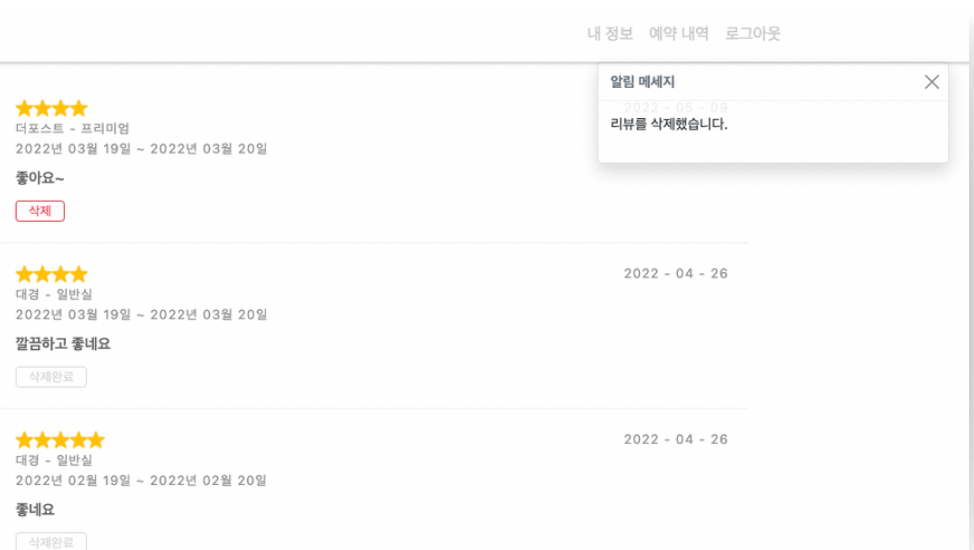 내 정보 예약 내역 로그아웃
알림 메세지
2022 - 05 - 09
리뷰를 삭제했습니다.
더포스트 - 프리미엄
2022년 03월 19일 ~ 2022년 03월 20일
좋아요~
삭제
2022 - 04 - 26
대경 - 일반실
2022년 03월 19일 ~ 2022년 03월 20일
깔끔하고 좋네요
삭제완료
2022 - 04 - 26
대경 - 일반실
2022년 02월 19일 ~ 2022년 02월 20일
좋네요
삭제완료